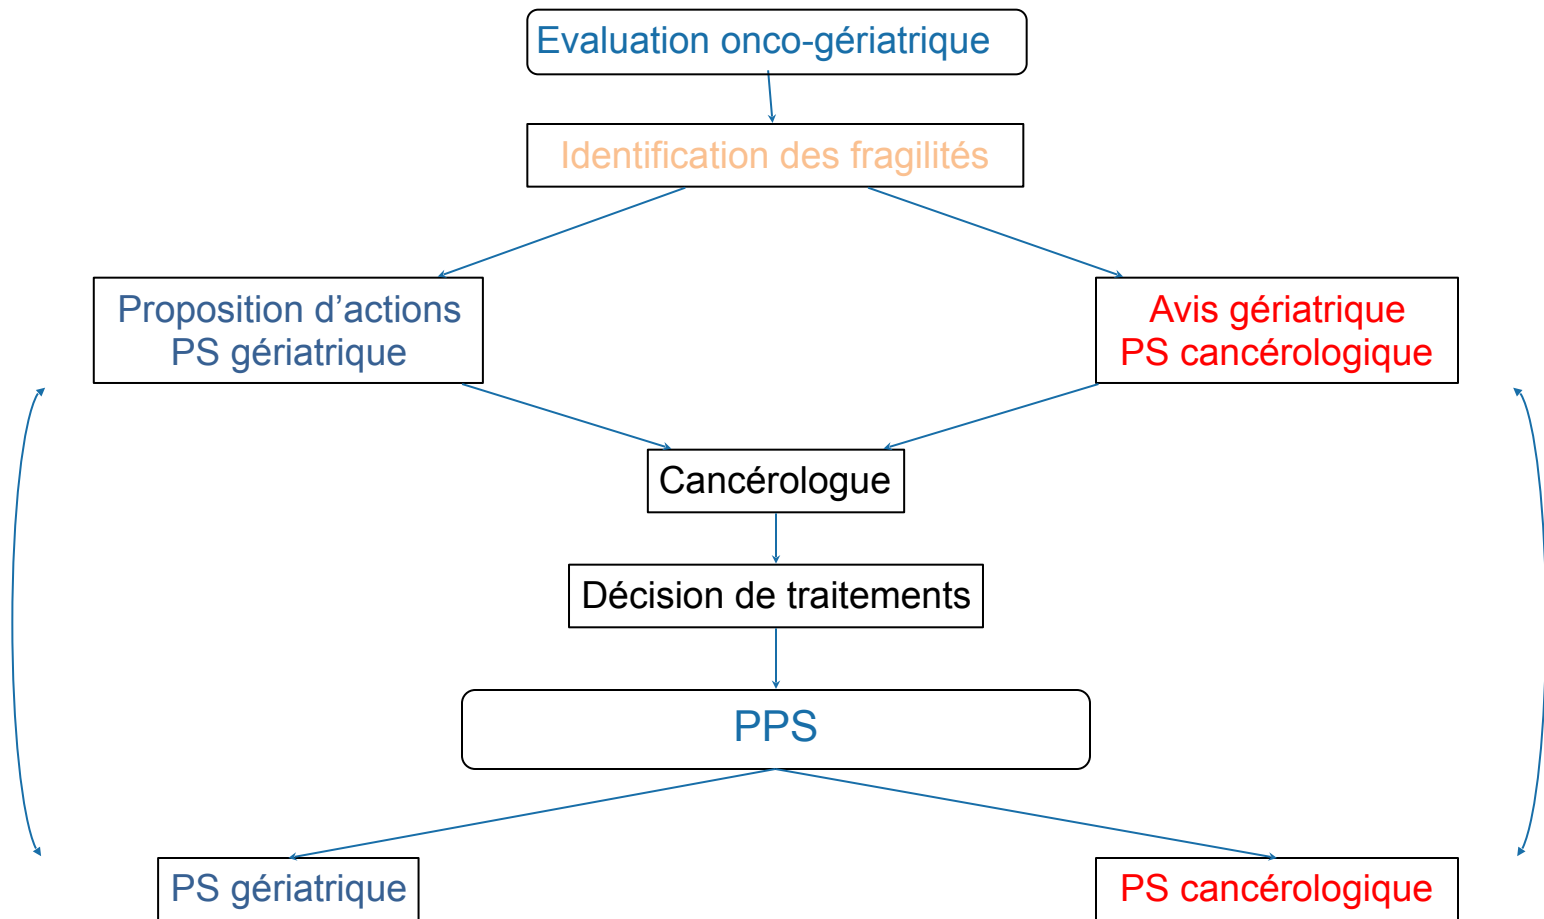 Evaluation onco-gériatrique
Identification des fragilités
Proposition d’actions
PS gériatrique
Avis gériatrique
PS cancérologique
Cancérologue
Décision de traitements
PPS
PS gériatrique
PS cancérologique